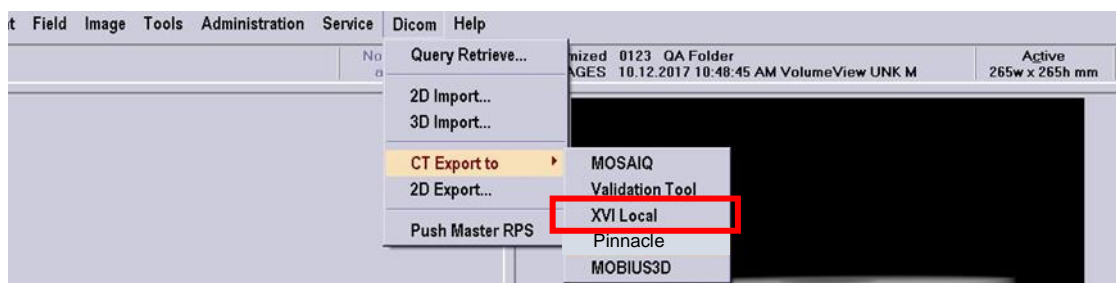 t Field Image Tools Administration Service Dicom Help
No
a
mized 0123 QA Folder
AGES 10.12.2017 10:48:45 AM VolumeView UNK M
Active
265w x 265h mm
Query Retrieve...
2D Import...
3D Import...
CT Export to
2D Export...
Push Master RPS
MOSAIQ
Validation Tool
XVI Local
Pinnacle
MOBIUS3D